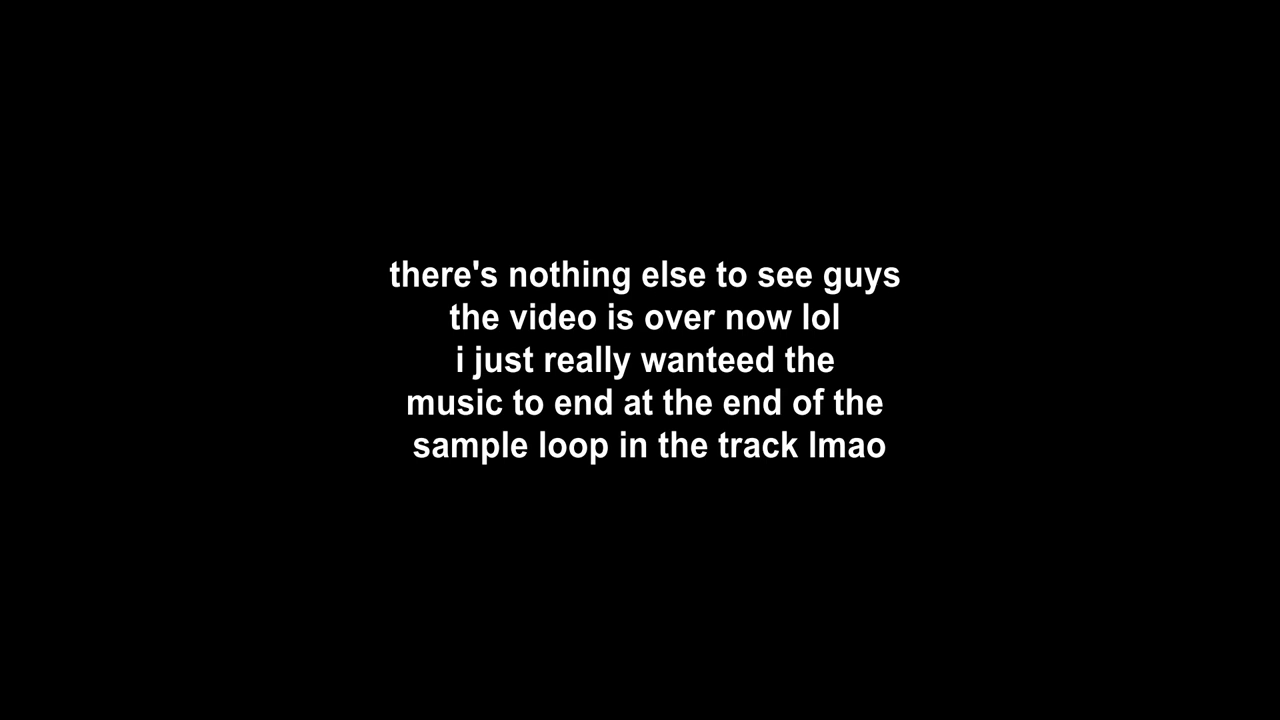 there's nothing else to see guys
the video is over now lol
i just really wanteed the
music to end at the end of the
sample loop in the track lmao